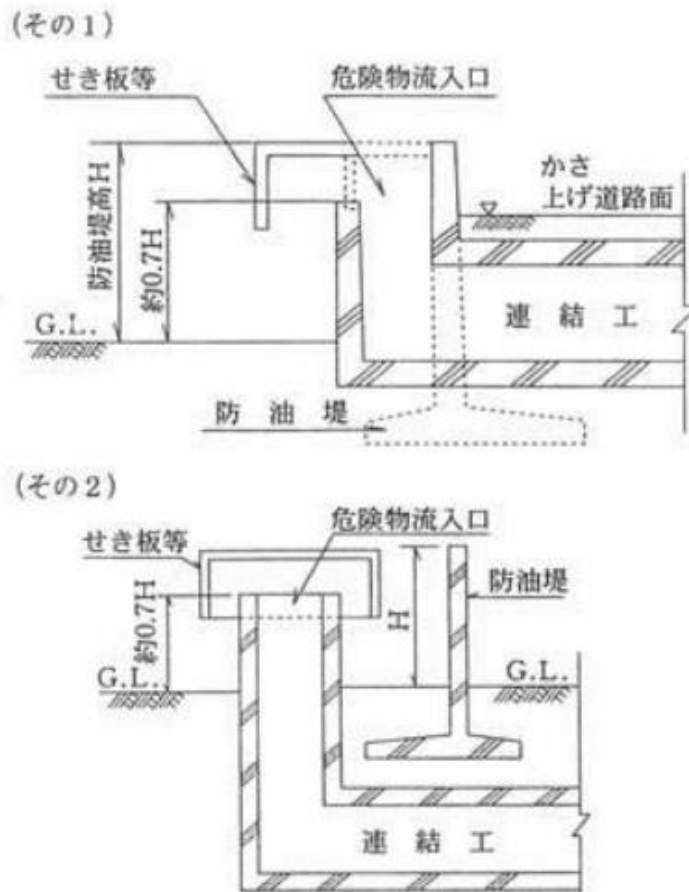 (その1)
せき板等
危険物流入口
防油堤高H
約0.7H
かさ
上げ道路面
G.L.
連結工
防油堤
(その2)
危険物流入口
せき板等
防油堤
約0.7H
H
G.L.
G.L.
連結工